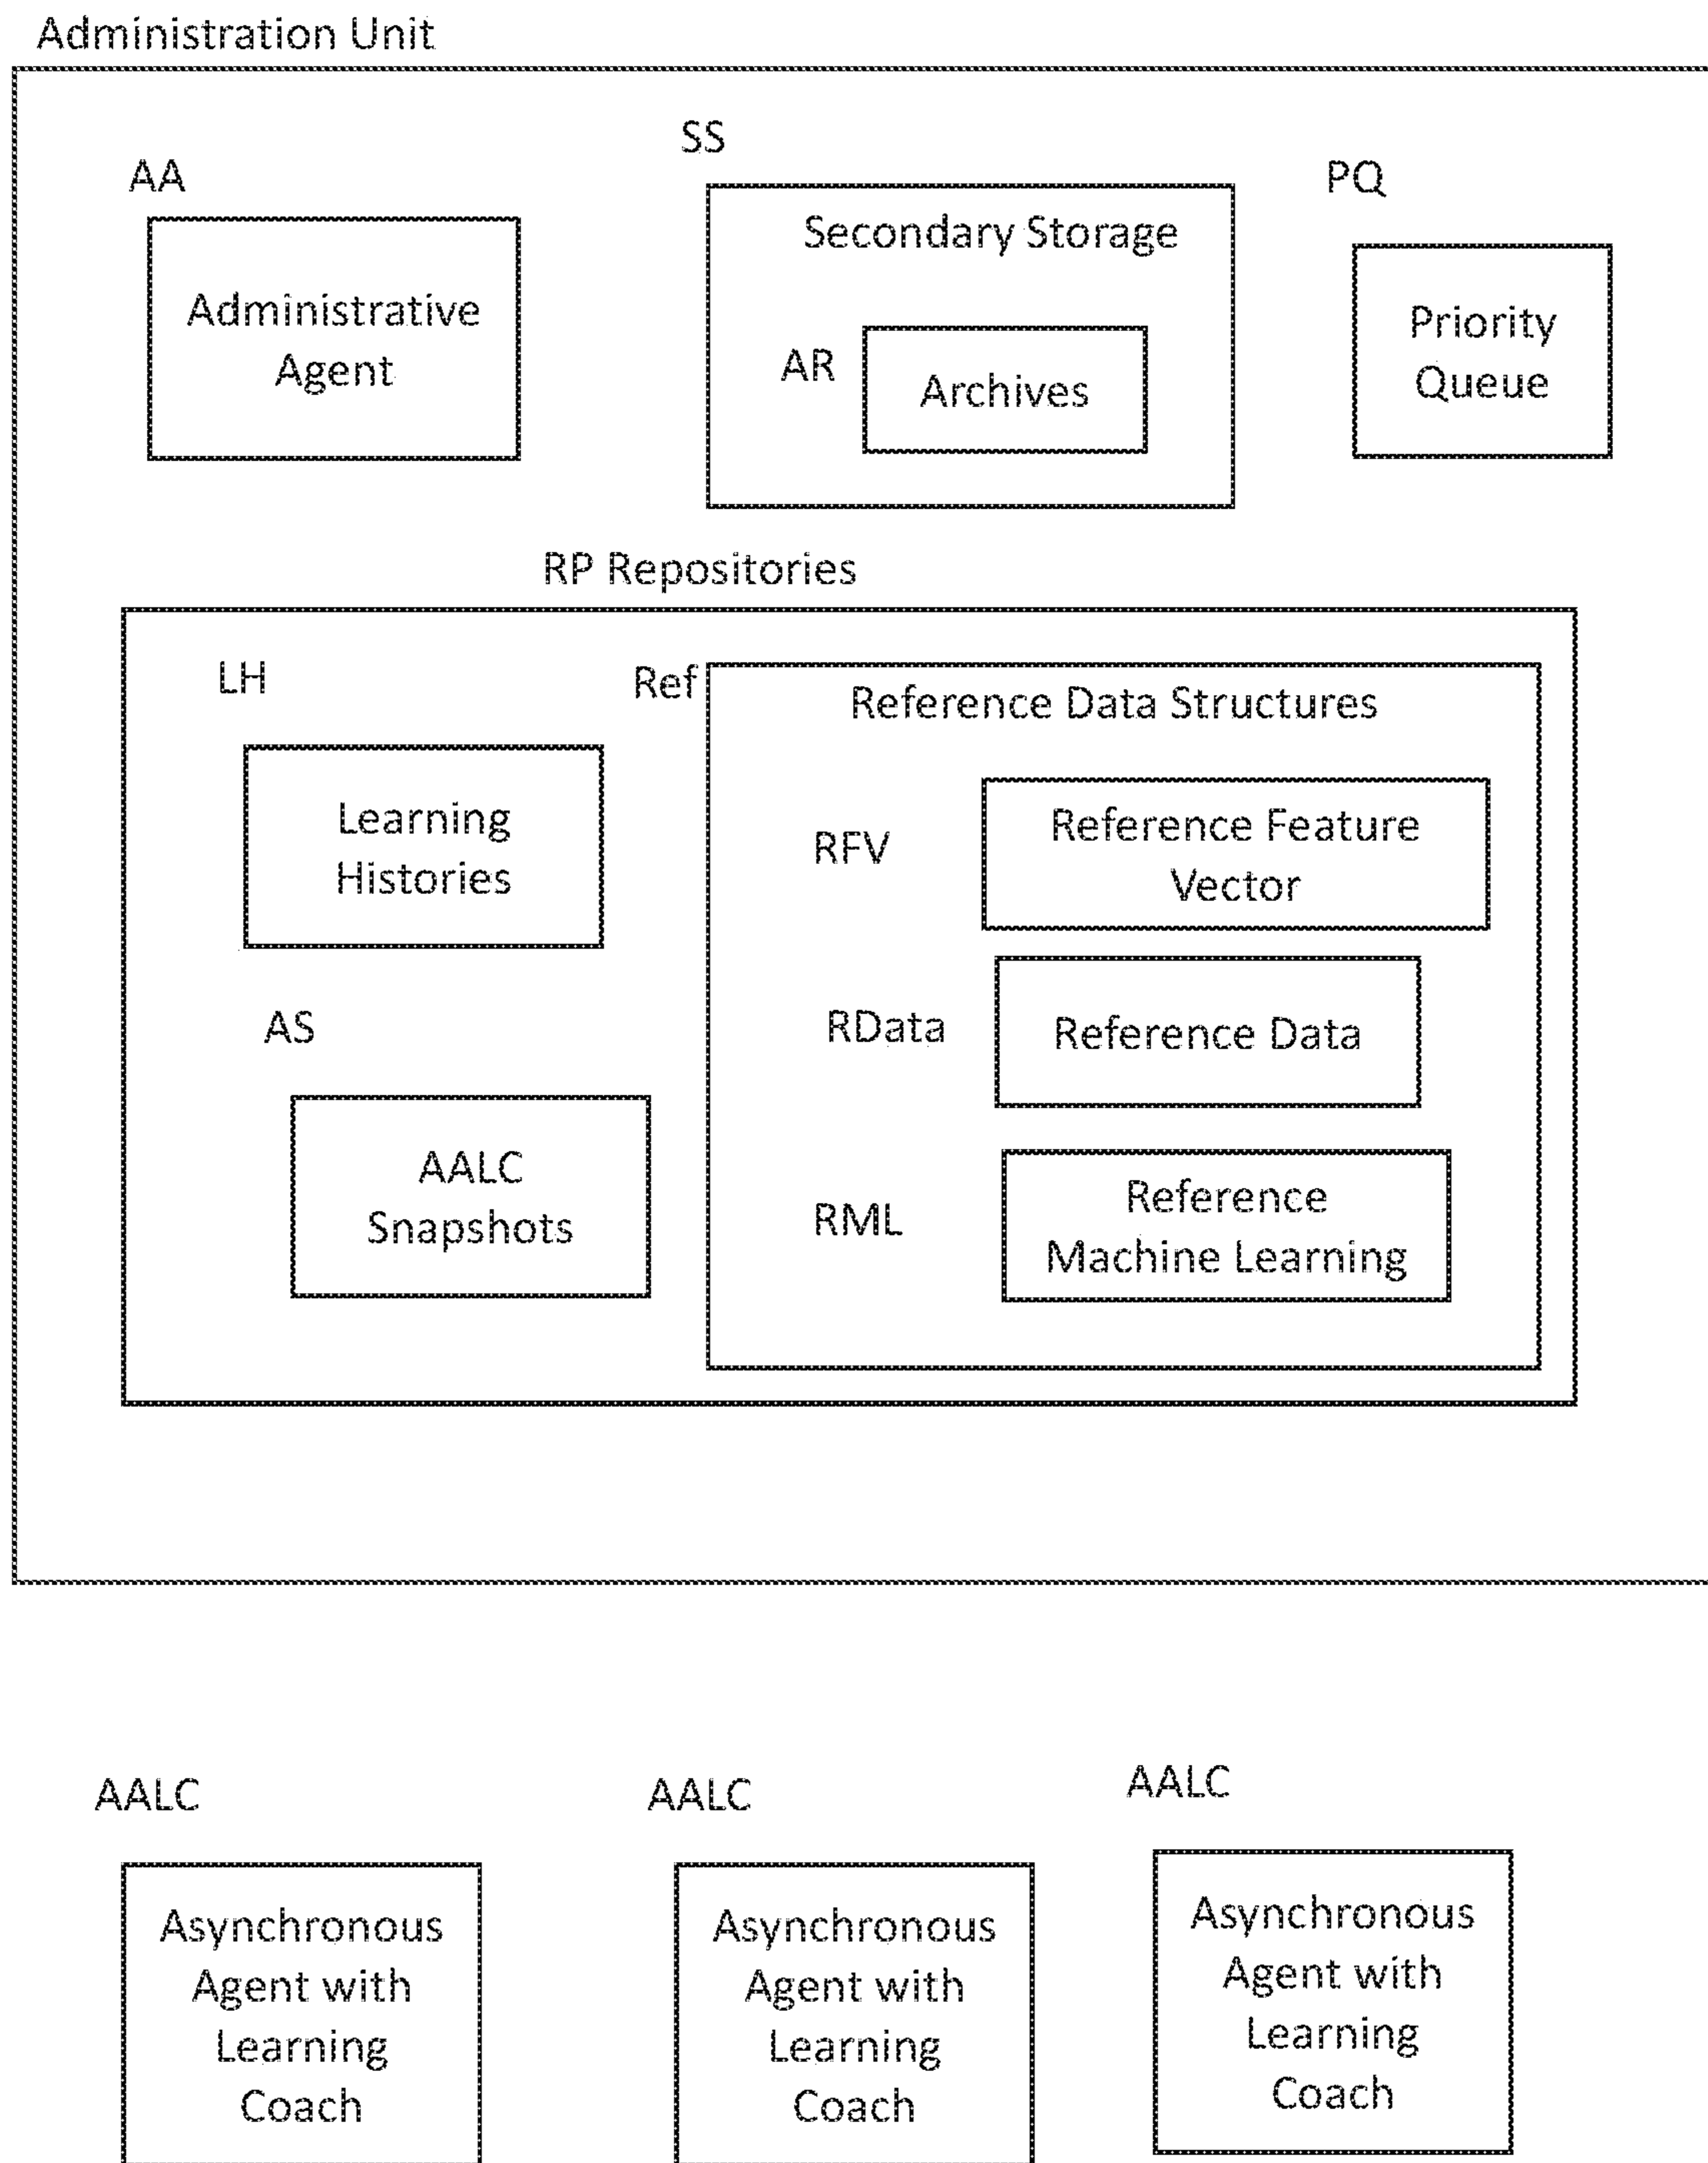 Administration Unit
SS
AA
PQ
Secondary Storage
Administrative
Agent
AR
Archives
Priority
Queue
RP Repositories
LH
Ref
Reference Data Structures
Learning
Histories
RFV
Reference Feature
Vector
AS
RData
Reference Data
AALC
Snapshots
RML
Reference
Machine Learning
AALC
AALC
AALC
Asynchronous
Agent with
Learning
Coach
Asynchronous
Agent with
Learning
Coach
Asynchronous
Agent with
Learning
Coach